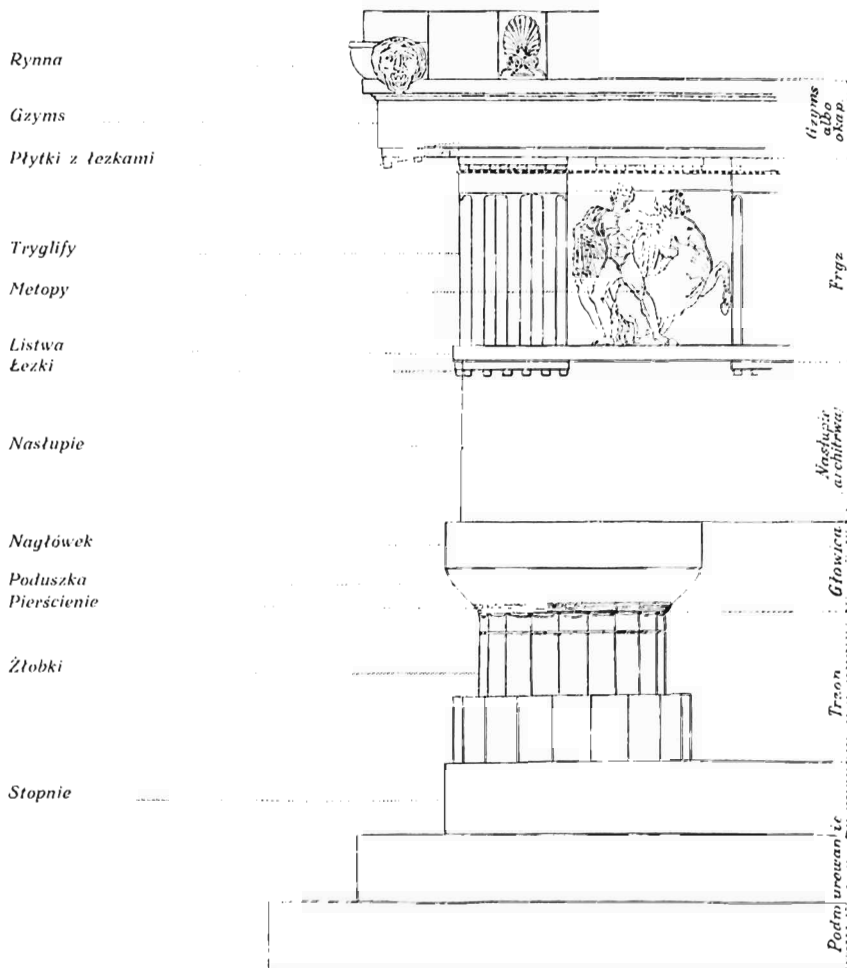 Rynna
Gzyms
Płytki z łezkami
Tryglify
Metopy
Listwa
Łezki
Nasłupie
Nagłówek
Poduszka
Pierścienie
Żłobki
Stopnie
Gzyms
albo
okap.
Fryz
Nasłupie
architraw
Głowica
Trzon
Podmurowanie